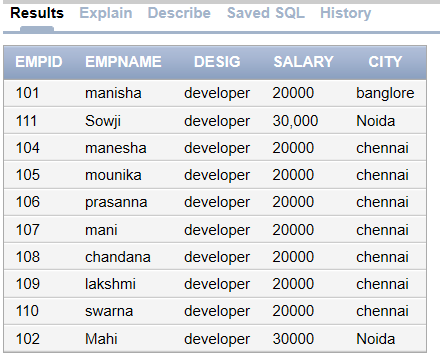 Results Explain Describe Saved SQL History
EMPID EMPNAME DESIG SALARY CITY
101 manisha developer 20000 banglore
111 Sowji developer 30,000 Noida
104 manesha developer 20000 chennai
105 mounika developer 20000 chennai
106 prasanna developer 20000 chennai
107 mani developer 20000 chennai
108 chandana developer 20000 chennai
109 lakshmi developer 20000 chennai
110 swarna developer 20000 chennai
102 Mahi developer 30000 Noida